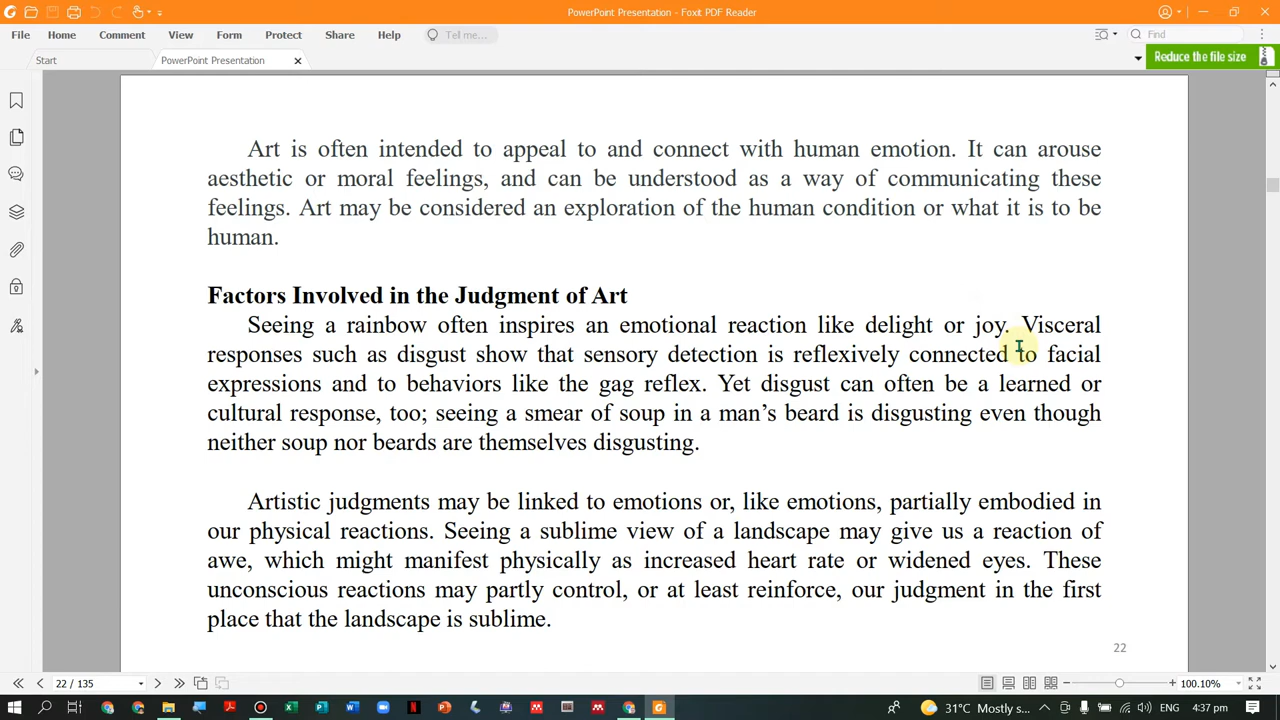 PowerPoint Presentation - Foxit PDF Reader
File Home Comment View Form Protect Share Help Tell me... Find
Start PowerPoint Presentation Reduce the file size
Art is often intended to appeal to and connect with human emotion. It can arouse
aesthetic or moral feelings, and can be understood as a way of communicating these
feelings. Art may be considered an exploration of the human condition or what it is to be
human.
Factors Involved in the Judgment of Art
Seeing a rainbow often inspires an emotional reaction like delight or joy. Visceral
responses such as disgust show that sensory detection is reflexively connected to facial
expressions and to behaviors like the gag reflex. Yet disgust can often be a learned or
cultural response, too; seeing a smear of soup in a man’s beard is disgusting even though
neither soup nor beards are themselves disgusting.
Artistic judgments may be linked to emotions or, like emotions, partially embodied in
our physical reactions. Seeing a sublime view of a landscape may give us a reaction of
awe, which might manifest physically as increased heart rate or widened eyes. These
unconscious reactions may partly control, or at least reinforce, our judgment in the first
place that the landscape is sublime.
22
22 / 135 100.10%
31°C Mostly s... ENG 4:37 pm